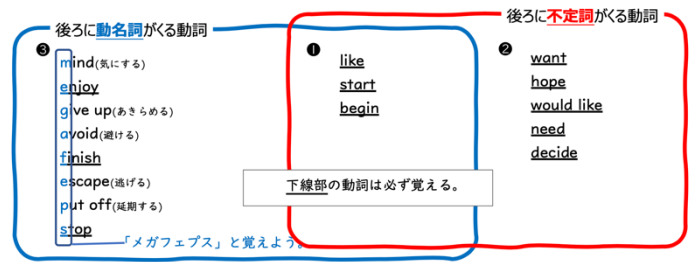 後ろに動名詞がくる動詞
❸
mind(気にする)
enjoy
give up(あきらめる)
avoid(避ける)
finish
escape(逃げる)
put off(延期する)
stop
「メガフェプス」と覚えよう。
❶
like
start
begin
後ろに不定詞がくる動詞
❷
want
hope
would like
need
decide
下線部の動詞は必ず覚える。